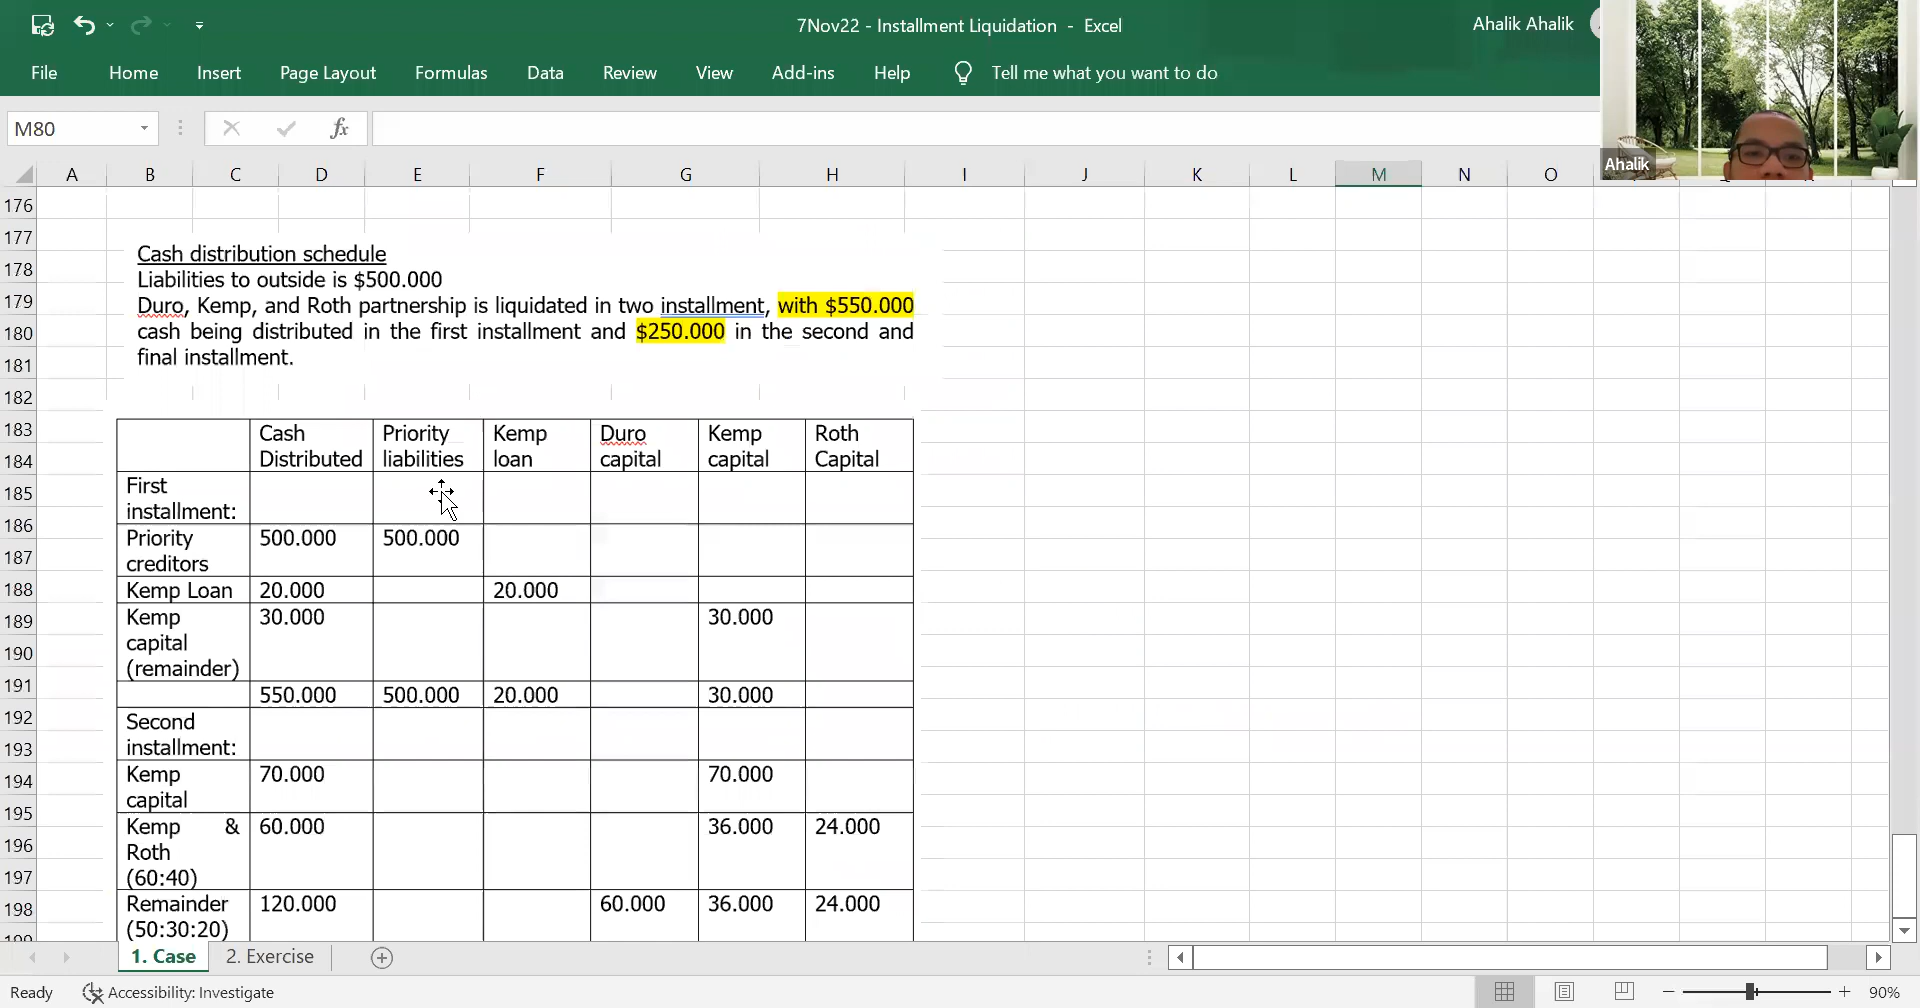 7Nov22 - Installment Liquidation - Excel
Ahalik Ahalik
File Home Insert Page Layout Formulas Data Review View Add-ins Help Tell me what you want to do
M80
fx
Ahalik
A B C D E F G H I J K L M N O
176
177
178
179
180
181
182
183
184
185
186
187
188
189
190
191
192
193
194
195
196
197
198
199
Cash distribution schedule
Liabilities to outside is $500.000
Duro, Kemp, and Roth partnership is liquidated in two installment, with $550.000
cash being distributed in the first installment and $250.000 in the second and
final installment.
Cash Priority Kemp Duro Kemp Roth
Distributed liabilities loan capital capital Capital
First
installment:
Priority 500.000 500.000
creditors
Kemp Loan 20.000 20.000
Kemp 30.000 30.000
capital
(remainder)
550.000 500.000 20.000 30.000
Second
installment:
Kemp 70.000 70.000
capital
Kemp & 60.000 36.000 24.000
Roth
(60:40)
Remainder 120.000 60.000 36.000 24.000
(50:30:20)
1. Case 2. Exercise
Ready Accessibility: Investigate
90%